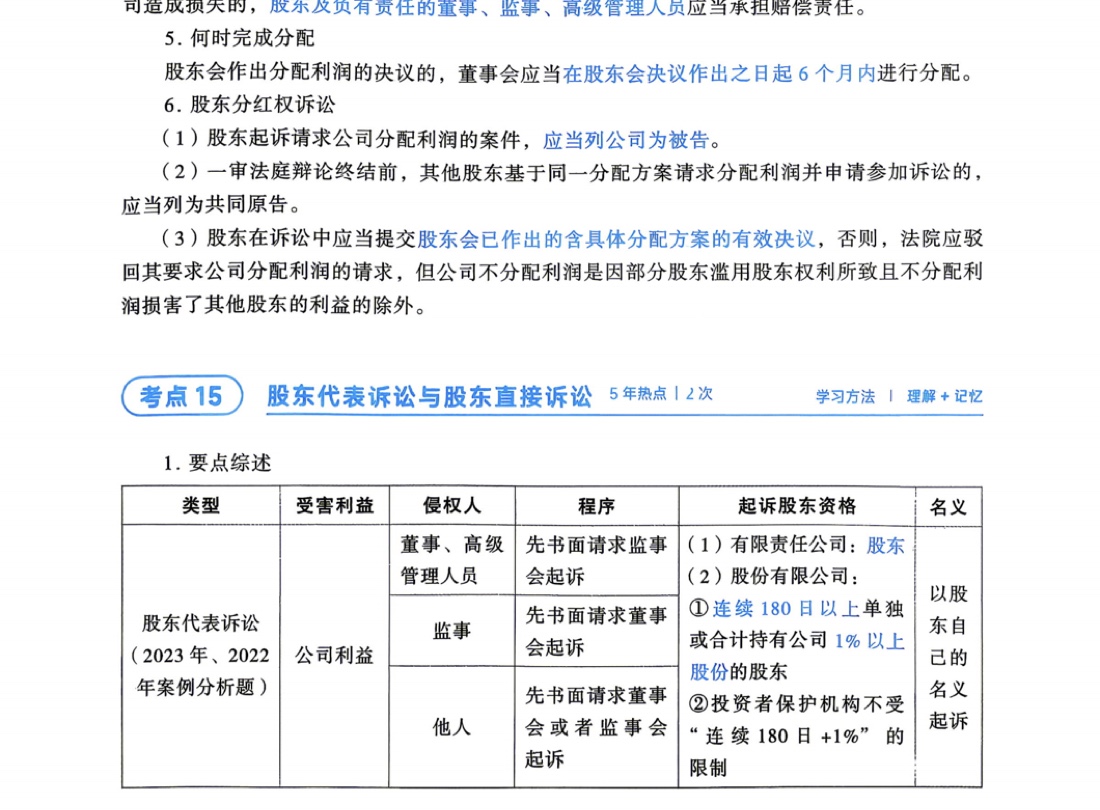 司造成损失的，股东及负有责任的董事、监事、高级管理人员应当承担赔偿责任。
5. 何时完成分配
股东会作出分配利润的决议的，董事会应当在股东会决议作出之日起 6 个月内进行分配。
6. 股东分红权诉讼
（1）股东起诉请求公司分配利润的案件，应当列公司为被告。
（2）一审法庭辩论终结前，其他股东基于同一分配方案请求分配利润并申请参加诉讼的，
应当列为共同原告。
（3）股东在诉讼中应当提交股东会已作出的含具体分配方案的有效决议，否则，法院应驳
回其要求公司分配利润的请求，但公司不分配利润是因部分股东滥用股东权利所致且不分配利
润损害了其他股东的利益的除外。
考点 15 股东代表诉讼与股东直接诉讼 5 年热点 | 2 次 学习方法 | 理解 + 记忆
1. 要点综述
类型 受害利益 侵权人 程序 起诉股东资格 名义
股东代表诉讼
（2023 年、2022
年案例分析题）
公司利益
董事、高级
管理人员
先书面请求监事
会起诉
监事
先书面请求董事
会起诉
他人
先书面请求董事
会或者监事会
起诉
（1）有限责任公司：股东
（2）股份有限公司：
①连续 180 日以上单独
或合计持有公司 1% 以上
股份的股东
②投资者保护机构不受
“连续 180 日 +1%” 的
限制
以股
东自
己的
名义
起诉